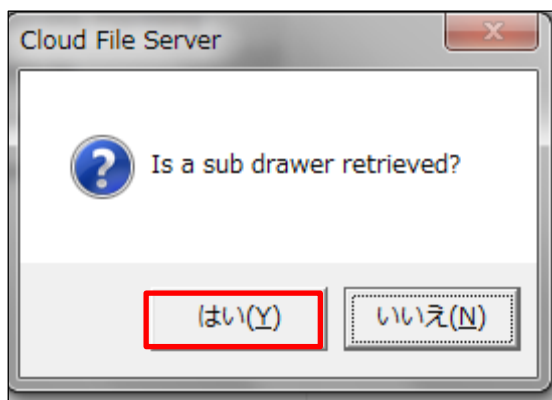 Cloud File Server
Is a sub drawer retrieved?
はい(Y)
いいえ(N)